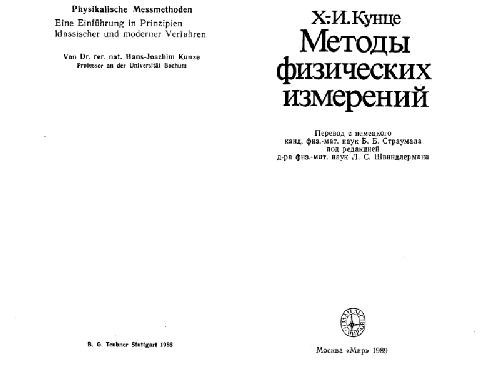 Physikalische Messmethoden
Eine Einführung in Prinzipien
klassischer und moderner Verfahren
Von Dr. rer. nat. Hans-Joachim Kunze
Professor an der Universität Bochum
B. G. Teubner Stuttgart 1986
Х.-И. Кунце
Методы
физических
измерений
Перевод с немецкого
канд. физ.-мат. наук Б. Б. Страумала
под редакцией
д-ра физ.-мат. наук Л. С. Швиндлермана
Москва «Мир» 1989